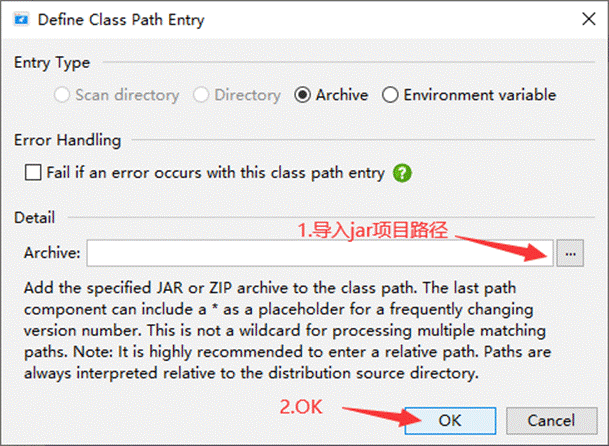 Define Class Path Entry
Entry Type
Scan directory Directory Archive Environment variable
Error Handling
Fail if an error occurs with this class path entry ?
Detail
1.导入jar项目路径
Archive: ...
Add the specified JAR or ZIP archive to the class path. The last path
component can include a * as a placeholder for a frequently changing
version number. This is not a wildcard for processing multiple matching
paths. Note: It is highly recommended to enter a relative path. Paths are
always interpreted relative to the distribution source directory.
2.OK
OK Cancel